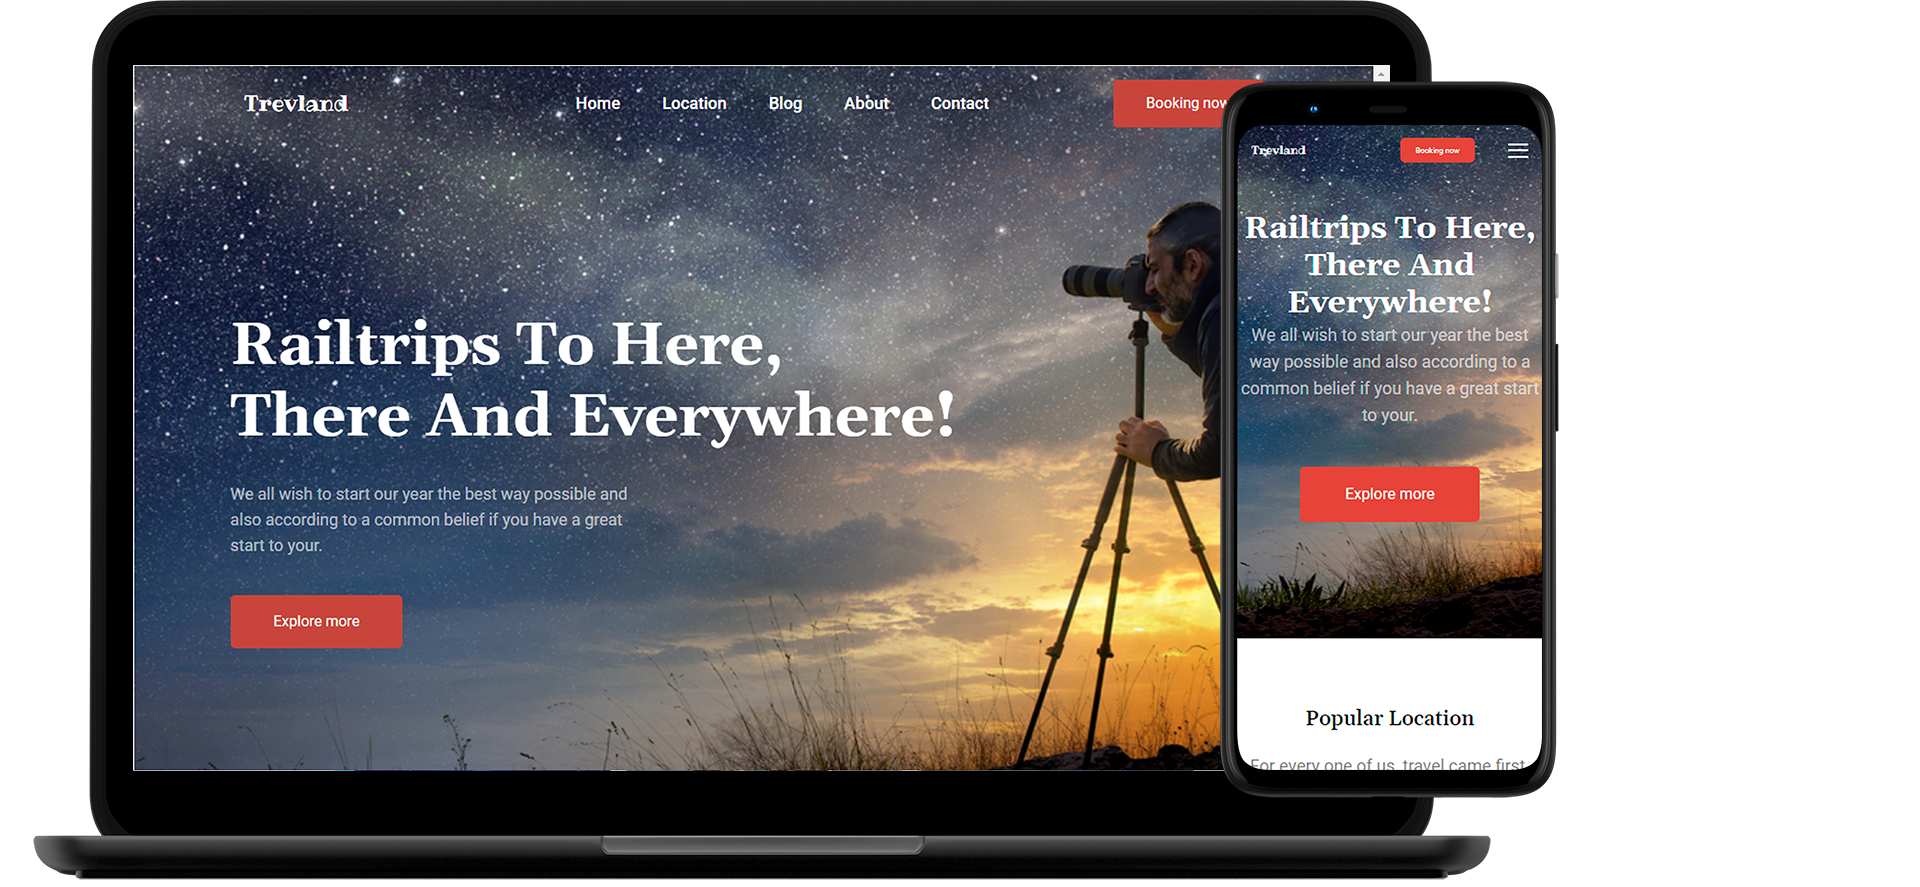 Trevland
Home Location Blog About Contact
Booking now
Railtrips To Here,
There And Everywhere!
We all wish to start our year the best way possible and
also according to a common belief if you have a great
start to your.
Explore more
Trevland
Booking now
Railtrips To Here,
There And
Everywhere!
We all wish to start our year the best
way possible and also according to a
common belief if you have a great start
to your.
Explore more
Popular Location
For every one of us, travel came first